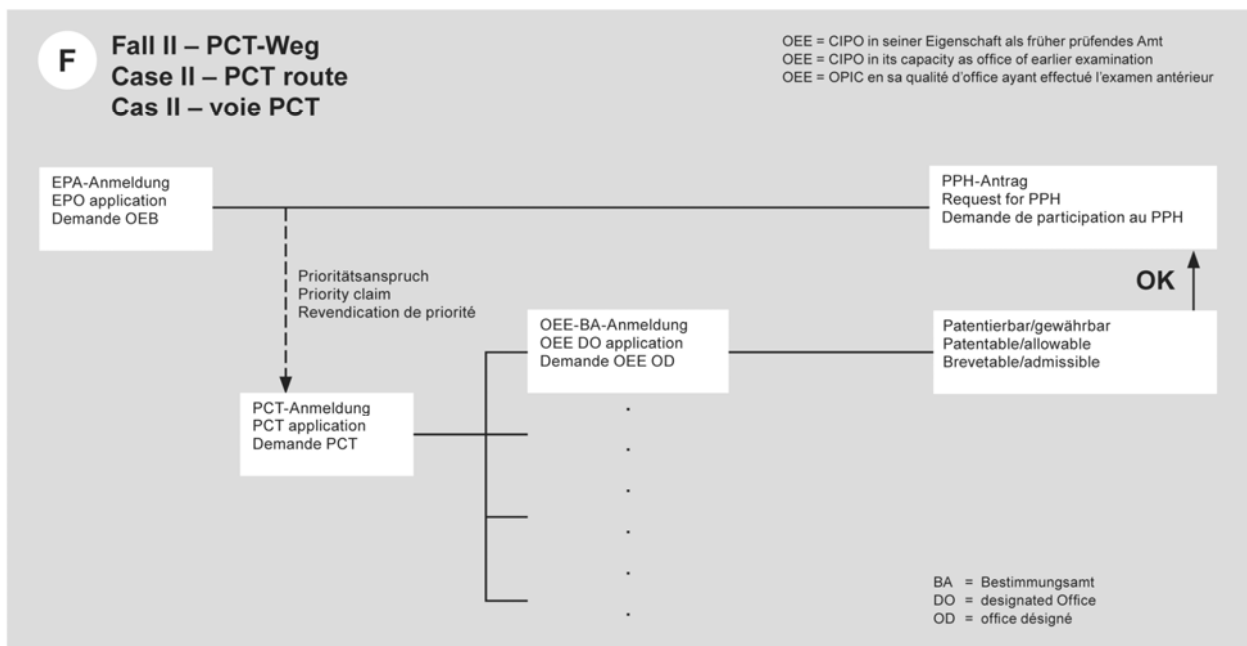 F
Fall II – PCT-Weg
Case II – PCT route
Cas II – voie PCT
OEE = CIPO in seiner Eigenschaft als früher prüfendes Amt
OEE = CIPO in its capacity as office of earlier examination
OEE = OPIC en sa qualité d'office ayant effectué l'examen antérieur
EPA-Anmeldung
EPO application
Demande OEB
PPH-Antrag
Request for PPH
Demande de participation au PPH
Prioritätsanspruch
Priority claim
Revendication de priorité
OK
OEE-BA-Anmeldung
OEE DO application
Demande OEE OD
Patentierbar/gewährbar
Patentable/allowable
Brevetable/admissible
PCT-Anmeldung
PCT application
Demande PCT
BA = Bestimmungsamt
DO = designated Office
OD = office désigné